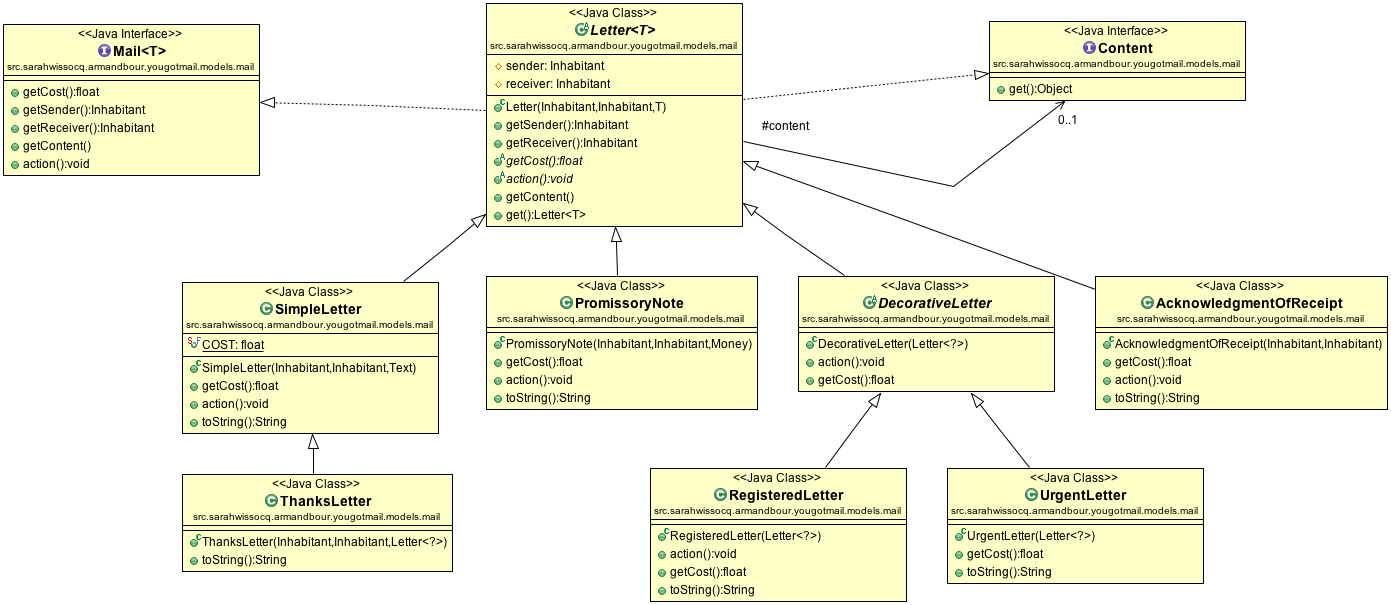 <<Java Interface>>
Mail<T>
src.sarahwissocq.armandbour.yougotmail.models.mail
getCost():float
getSender():Inhabitant
getReceiver():Inhabitant
getContent()
action():void
<<Java Class>>
Letter<T>
src.sarahwissocq.armandbour.yougotmail.models.mail
sender: Inhabitant
receiver: Inhabitant
Letter(Inhabitant,Inhabitant,T)
getSender():Inhabitant
getReceiver():Inhabitant
getCost():float
action():void
getContent()
get():Letter<T>
<<Java Interface>>
Content
src.sarahwissocq.armandbour.yougotmail.models.mail
get():Object
#content
0..1
<<Java Class>>
SimpleLetter
src.sarahwissocq.armandbour.yougotmail.models.mail
COST: float
SimpleLetter(Inhabitant,Inhabitant,Text)
getCost():float
action():void
toString():String
<<Java Class>>
PromissoryNote
src.sarahwissocq.armandbour.yougotmail.models.mail
PromissoryNote(Inhabitant,Inhabitant,Money)
getCost():float
action():void
toString():String
<<Java Class>>
DecorativeLetter
src.sarahwissocq.armandbour.yougotmail.models.mail
DecorativeLetter(Letter<?>)
action():void
getCost():float
<<Java Class>>
AcknowledgmentOfReceipt
src.sarahwissocq.armandbour.yougotmail.models.mail
AcknowledgmentOfReceipt(Inhabitant,Inhabitant)
getCost():float
action():void
toString():String
<<Java Class>>
ThanksLetter
src.sarahwissocq.armandbour.yougotmail.models.mail
ThanksLetter(Inhabitant,Inhabitant,Letter<?>)
toString():String
<<Java Class>>
RegisteredLetter
src.sarahwissocq.armandbour.yougotmail.models.mail
RegisteredLetter(Letter<?>)
action():void
getCost():float
toString():String
<<Java Class>>
UrgentLetter
src.sarahwissocq.armandbour.yougotmail.models.mail
UrgentLetter(Letter<?>)
getCost():float
toString():String